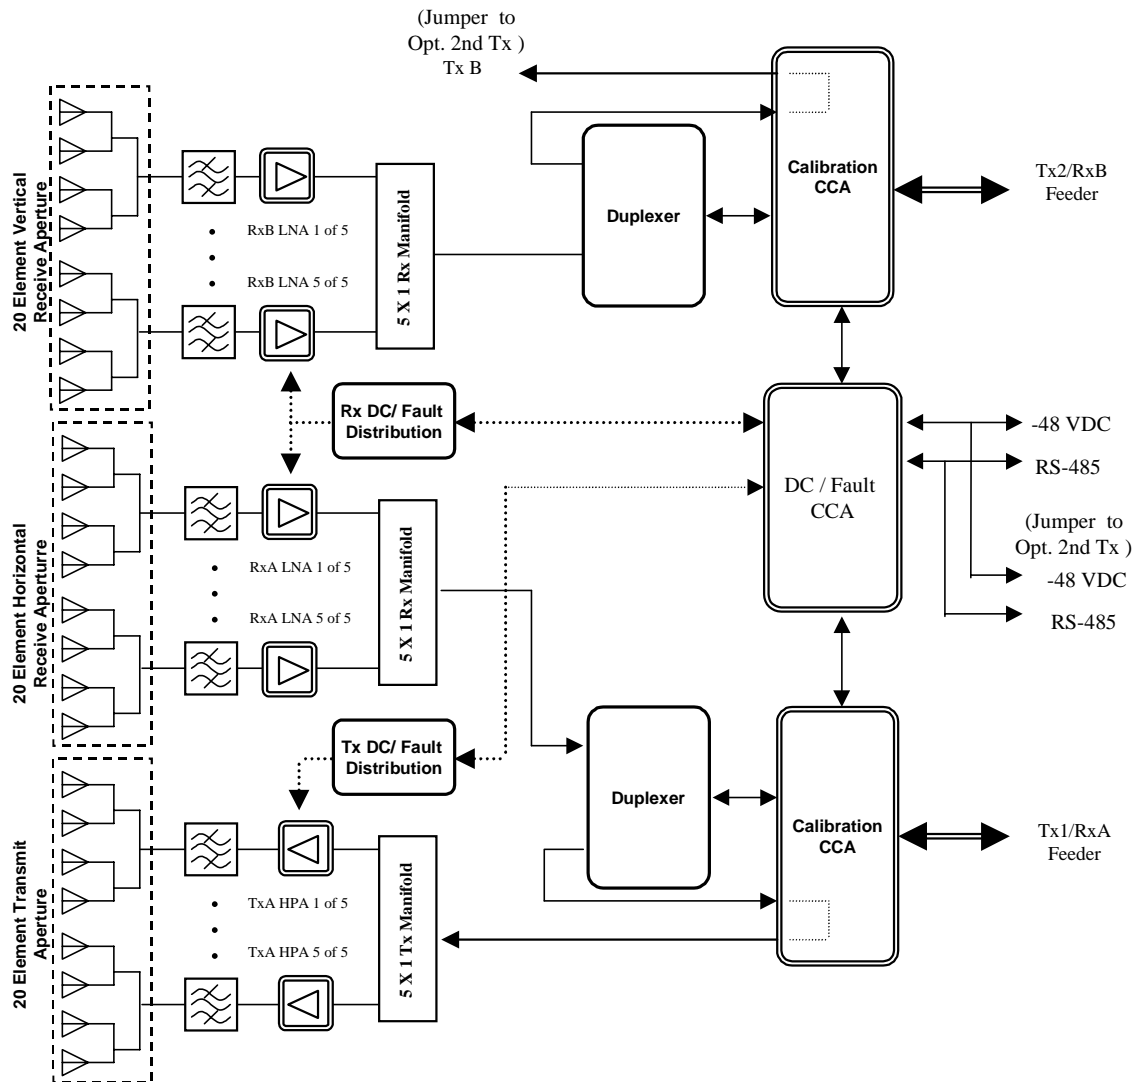 (Jumper to
Opt. 2nd Tx )
Tx B
20 Element Vertical
Receive Aperture
RxB LNA 1 of 5
RxB LNA 5 of 5
5 X 1 Rx Manifold
Duplexer
Calibration
CCA
Tx2/RxB
Feeder
Rx DC/ Fault
Distribution
DC / Fault
CCA
-48 VDC
RS-485
(Jumper to
Opt. 2nd Tx )
-48 VDC
RS-485
20 Element Horizontal
Receive Aperturre
RxA LNA 1 of 5
RxA LNA 5 of 5
5 X 1 Rx Manifold
Tx DC/ Fault
Distribution
Duplexer
Calibration
CCA
Tx1/RxA
Feeder
20 Element Transmit
Aperture
TxA HPA 1 of 5
TxA HPA 5 of 5
5 X 1 Tx Manifold